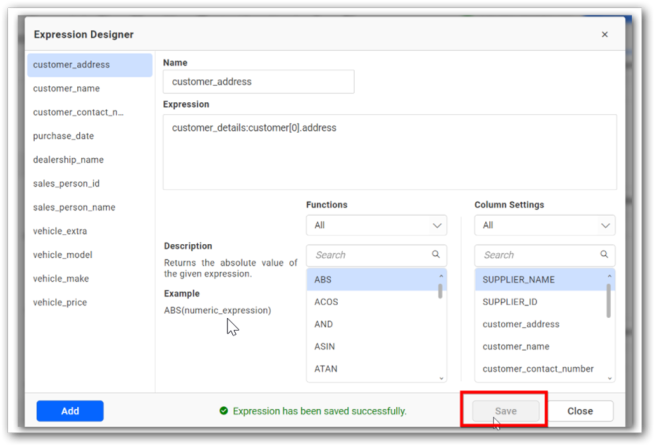 Expression Designer
customer_address
customer_name
customer_contact_n...
purchase_date
dealership_name
sales_person_id
sales_person_name
vehicle_extra
vehicle_model
vehicle_make
vehicle_price
Name
customer_address
Expression
customer_details:customer[0].address
Description
Returns the absolute value of
the given expression.
Example
ABS(numeric_expression)
Functions
All
Search
ABS
ACOS
AND
ASIN
ATAN
Column Settings
All
Search
SUPPLIER_NAME
SUPPLIER_ID
customer_address
customer_name
customer_contact_number
Add
Expression has been saved successfully.
Save
Close